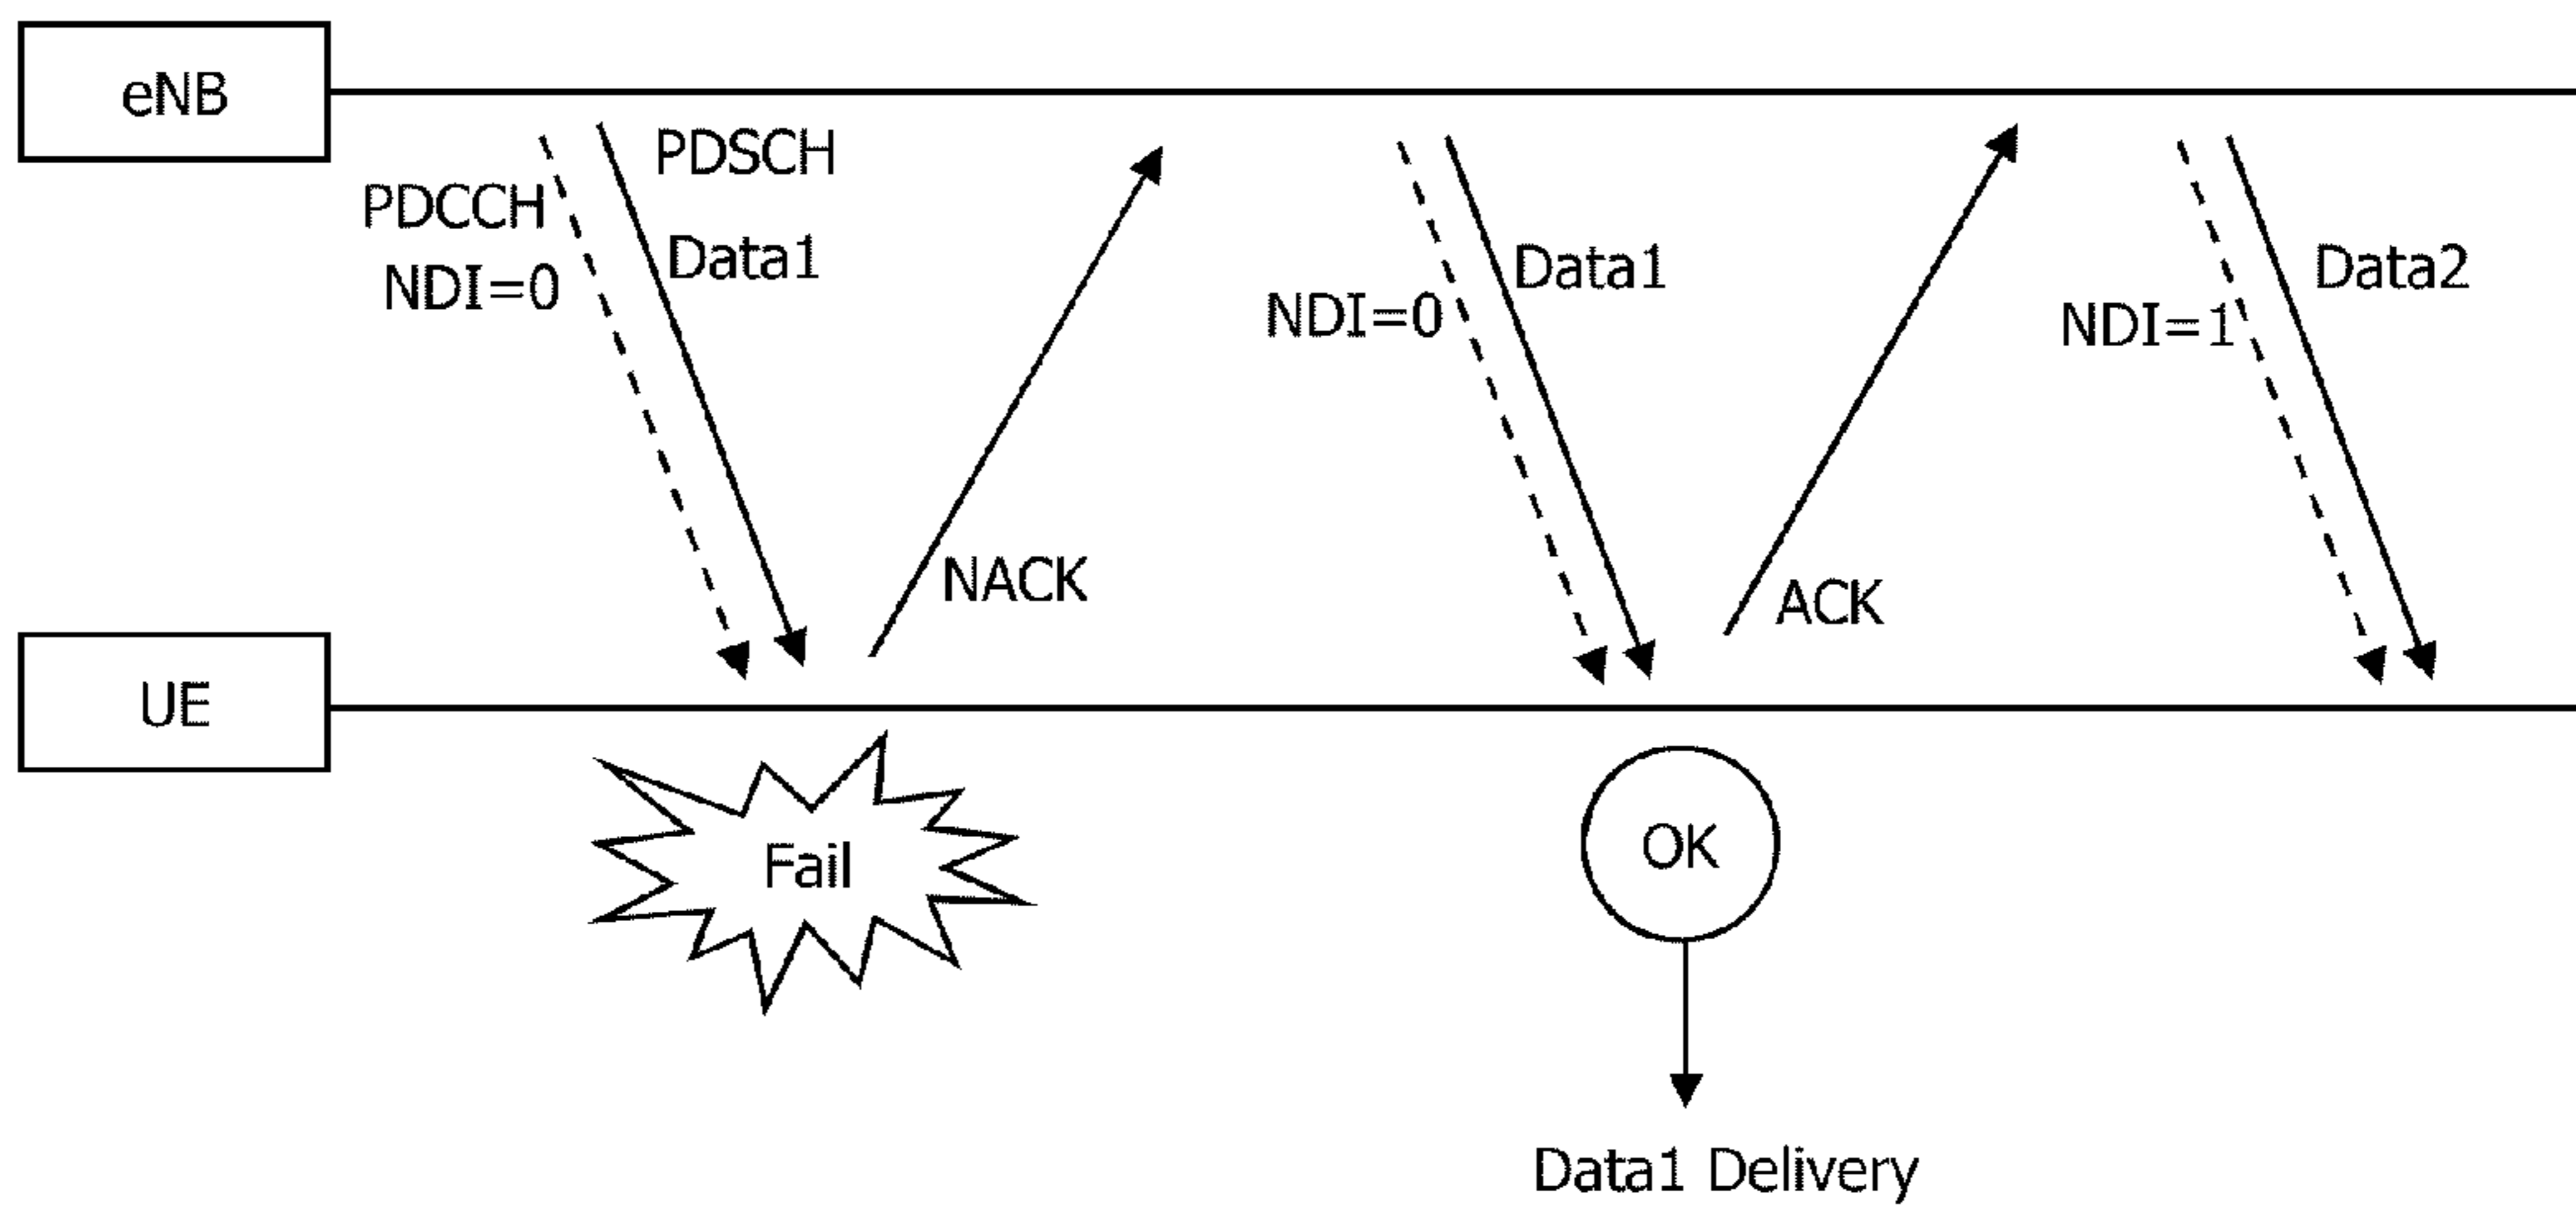 eNB
PDSCH
PDCCH
Data1
NDI=0
NACK
Data1
NDI=0
ACK
Data2
NDI=1
UE
Fail
OK
Data1 Delivery